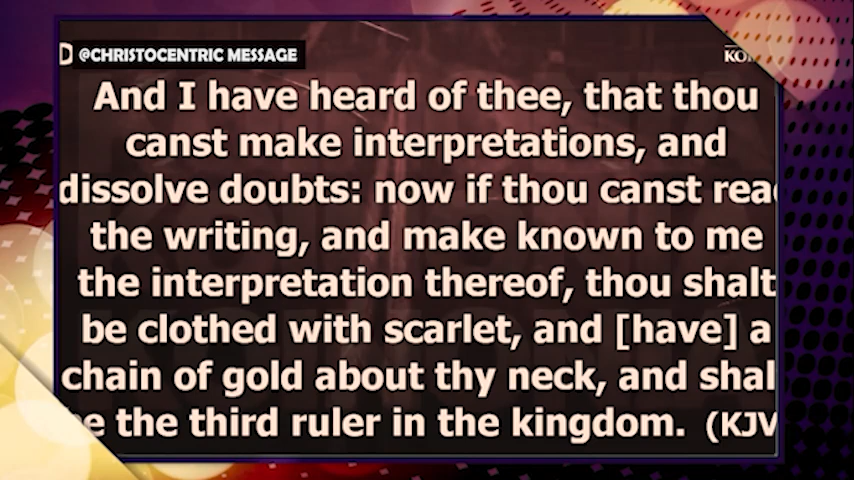 D @CHRISTOCENTRIC MESSAGE
And I have heard of thee, that thou
canst make interpretations, and
dissolve doubts: now if thou canst rea
the writing, and make known to me
the interpretation thereof, thou shalt
be clothed with scarlet, and [have] a
chain of gold about thy neck, and shal
e the third ruler in the kingdom. (KJV